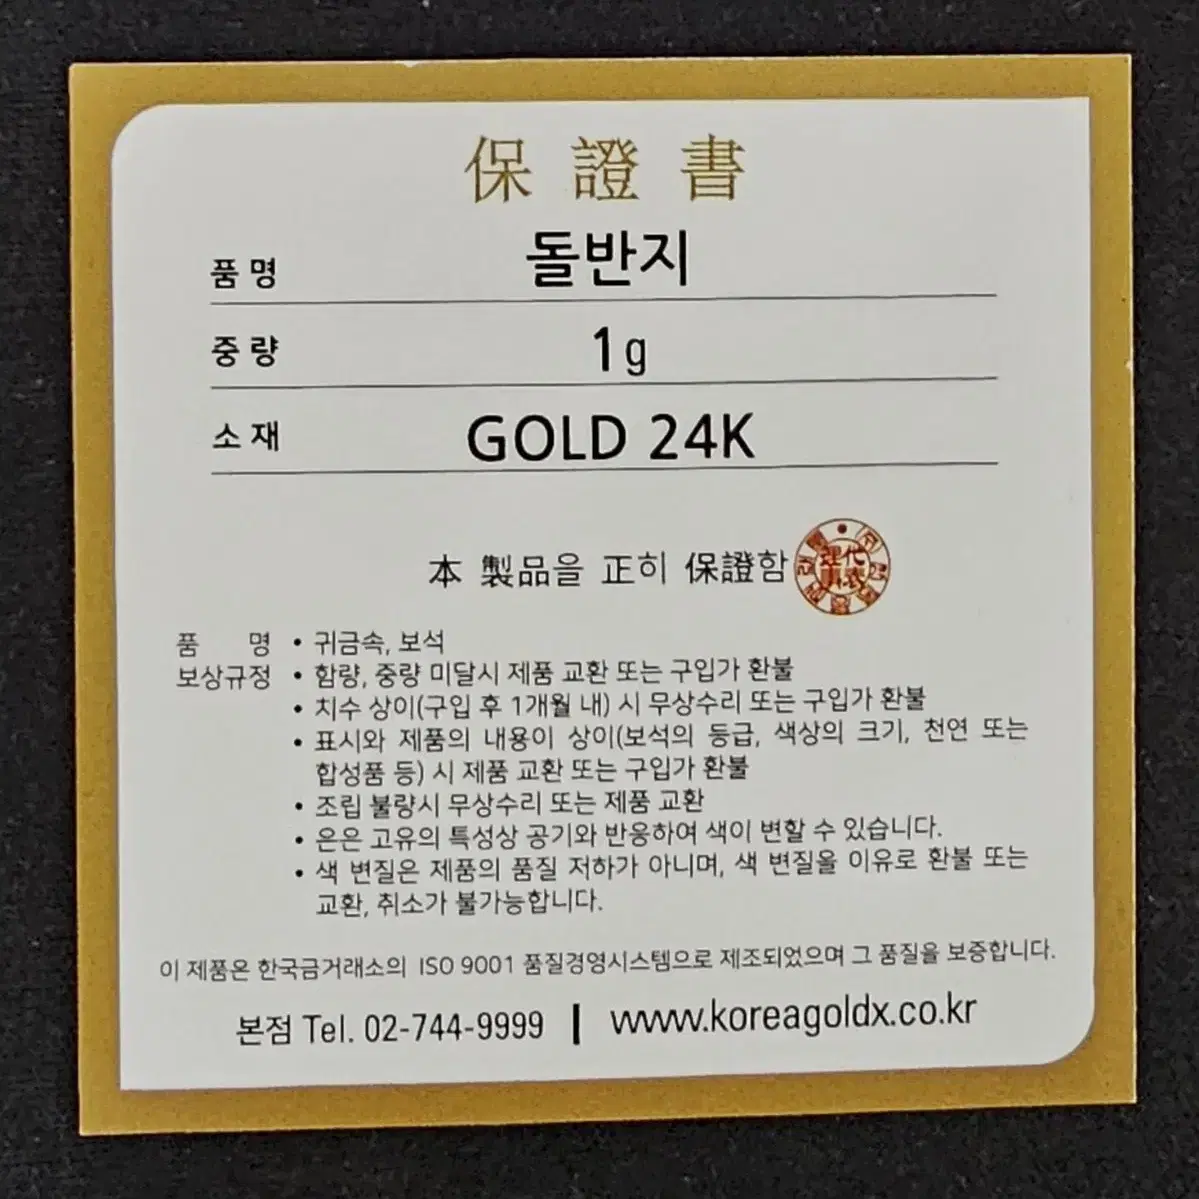 保證書
품명 돌반지
중량 1g
소재 GOLD 24K
本 製品을 正히 保證함
품 명 • 귀금속, 보석
보상규정 • 함량, 중량 미달시 제품 교환 또는 구입가 환불
• 치수 상이(구입 후 1개월 내) 시 무상수리 또는 구입가 환불
• 표시와 제품의 내용이 상이(보석의 등급, 색상의 크기, 천연 또는
합성품 등) 시 제품 교환 또는 구입가 환불
• 조립 불량시 무상수리 또는 제품 교환
• 은은 고유의 특성상 공기와 반응하여 색이 변할 수 있습니다.
• 색 변질은 제품의 품질 저하가 아니며, 색 변질을 이유로 환불 또는
교환, 취소가 불가능합니다.
이 제품은 한국금거래소의 ISO 9001 품질경영시스템으로 제조되었으며 그 품질을 보증합니다.
본점 Tel. 02-744-9999 | www.koreagoldx.co.kr